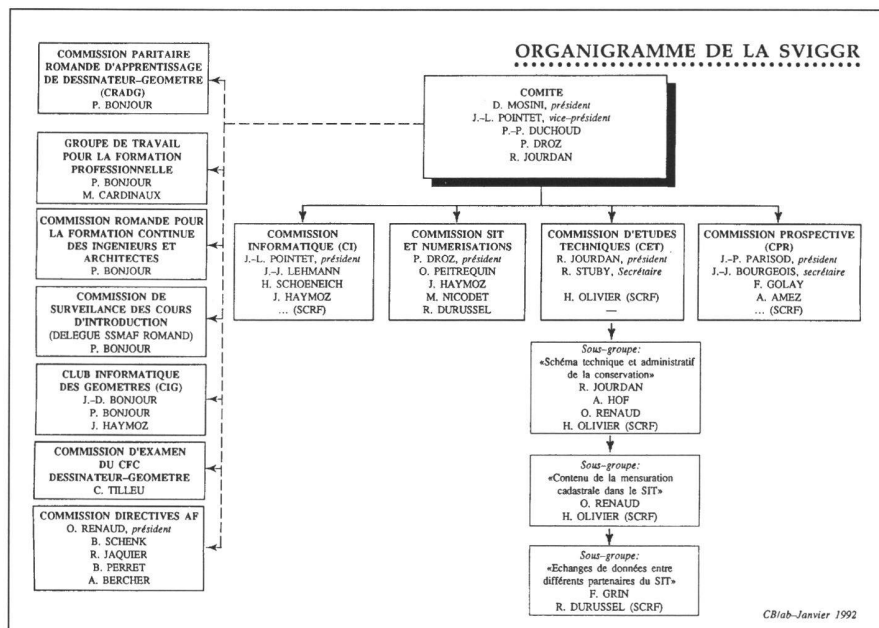 ORGANIGRAMME DE LA SVIGGR
COMMISSION PARITAIRE
ROMANDE D'APPRENTISSAGE
DE DESSINATEUR-GEOMETRE
(CRADG)
P. BONJOUR
GROUPE DE TRAVAIL
POUR LA FORMATION
PROFESSIONNELLE
P. BONJOUR
M. CARDINAUX
COMMISSION ROMANDE POUR
LA FORMATION CONTINUE
DES INGENIEURS ET
ARCHITECTES
P. BONJOUR
COMMISSION DE
SURVEILANCE DES COURS
D'INTRODUCTION
(DELEGUE SSMAF ROMAND)
P. BONJOUR
CLUB INFORMATIQUE
DES GEOMETRES (CIG)
J.-D. BONJOUR
P. BONJOUR
J. HAYMOZ
COMMISSION D'EXAMEN
DU CFC
DESSINATEUR-GEOMETRE
C. TILLEU
COMMISSION DIRECTIVES AF
O. RENAUD, président
B. SCHENK
R. JAQUIER
B. PERRET
A. BERCHER
COMITE
D. MOSINI, président
J.-L. POINTET, vice-président
P.-P. DUCHOUD
P. DROZ
R. JOURDAN
COMMISSION
INFORMATIQUE (CI)
J.-L. POINTET, président
J.-J. LEHMANN
H. SCHOENEICH
J. HAYMOZ
... (SCRF)
COMMISSION SIT
ET NUMERISATIONS
P. DROZ, président
O. PEITREQUIN
J. HAYMOZ
M. NICODET
R. DURUSSEL
COMMISSION D'ETUDES
TECHNIQUES (CET)
R. JOURDAN, président
R. STUBY, Secrétaire
H. OLIVIER (SCRF)
—
COMMISSION PROSPECTIVE
(CPR)
J.-P. PARISOD, président
J.-J. BOURGEOIS, secrétaire
F. GOLAY
A. AMEZ
... (SCRF)
Sous-groupe:
«Schéma technique et administratif
de la conservation»
R. JOURDAN
A. HOF
O. RENAUD
H. OLIVIER (SCRF)
Sous-groupe:
«Contenu de la mensuration
cadastrale dans le SIT»
O. RENAUD
H. OLIVIER (SCRF)
Sous-groupe:
«Echanges de données entre
différents partenaires du SIT»
F. GRIN
R. DURUSSEL (SCRF)
CB/ab-Janvier 1992